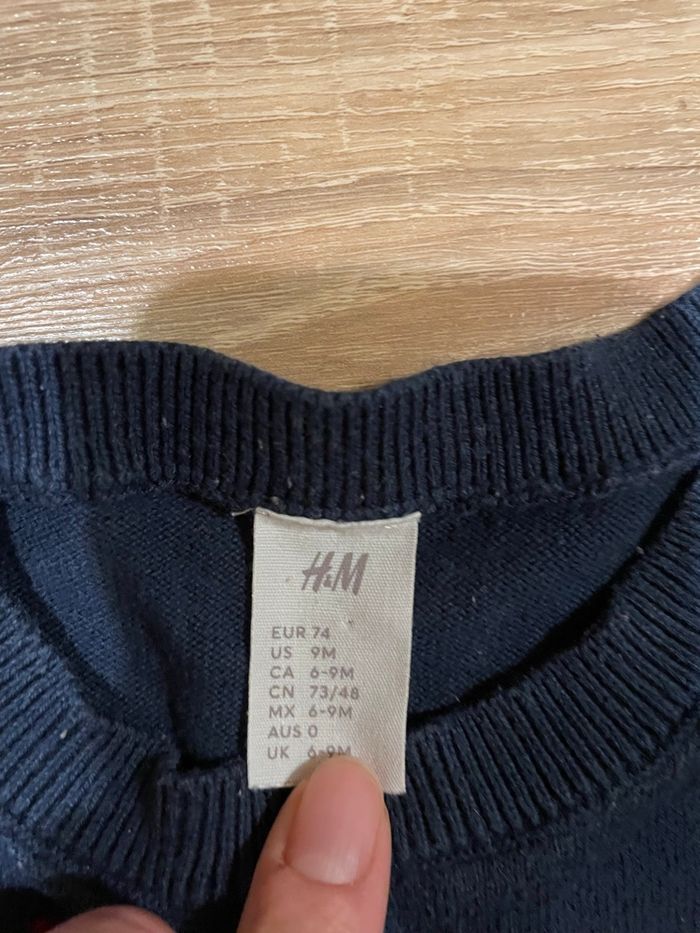 H&M
EUR 74
US 9M
CA 6-9M
CN 73/48
MX 6-9M
AUS 0
UK 6-9M